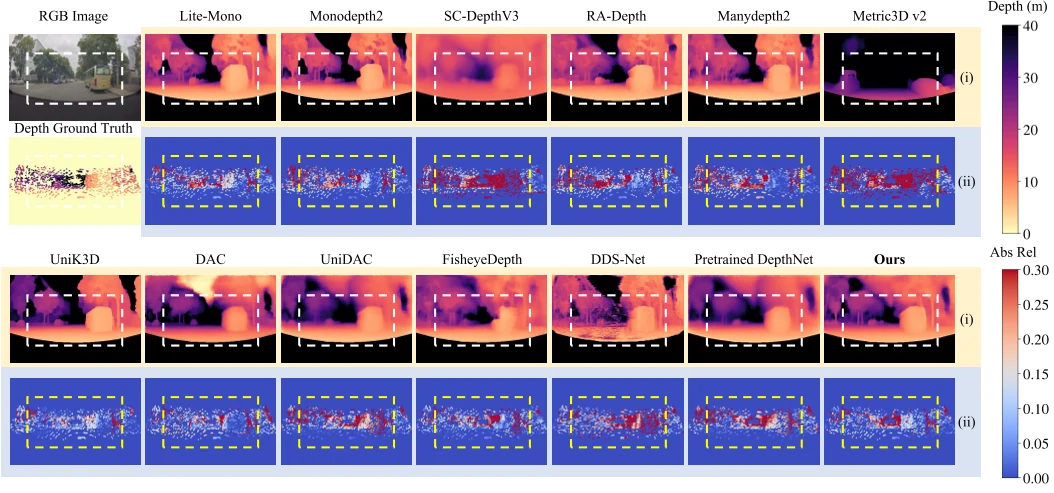 RGB Image Lite-Mono Monodepth2 SC-DepthV3 RA-Depth Manydepth2 Metric3D v2 Depth (m)
40
(i)
30
Depth Ground Truth
20
(ii)
10
0
UniK3D DAC UniDAC FisheyeDepth DDS-Net Pretrained DepthNet Ours Abs Rel
0.30
0.25
(i)
0.20
0.15
0.10
(ii)
0.05
0.00